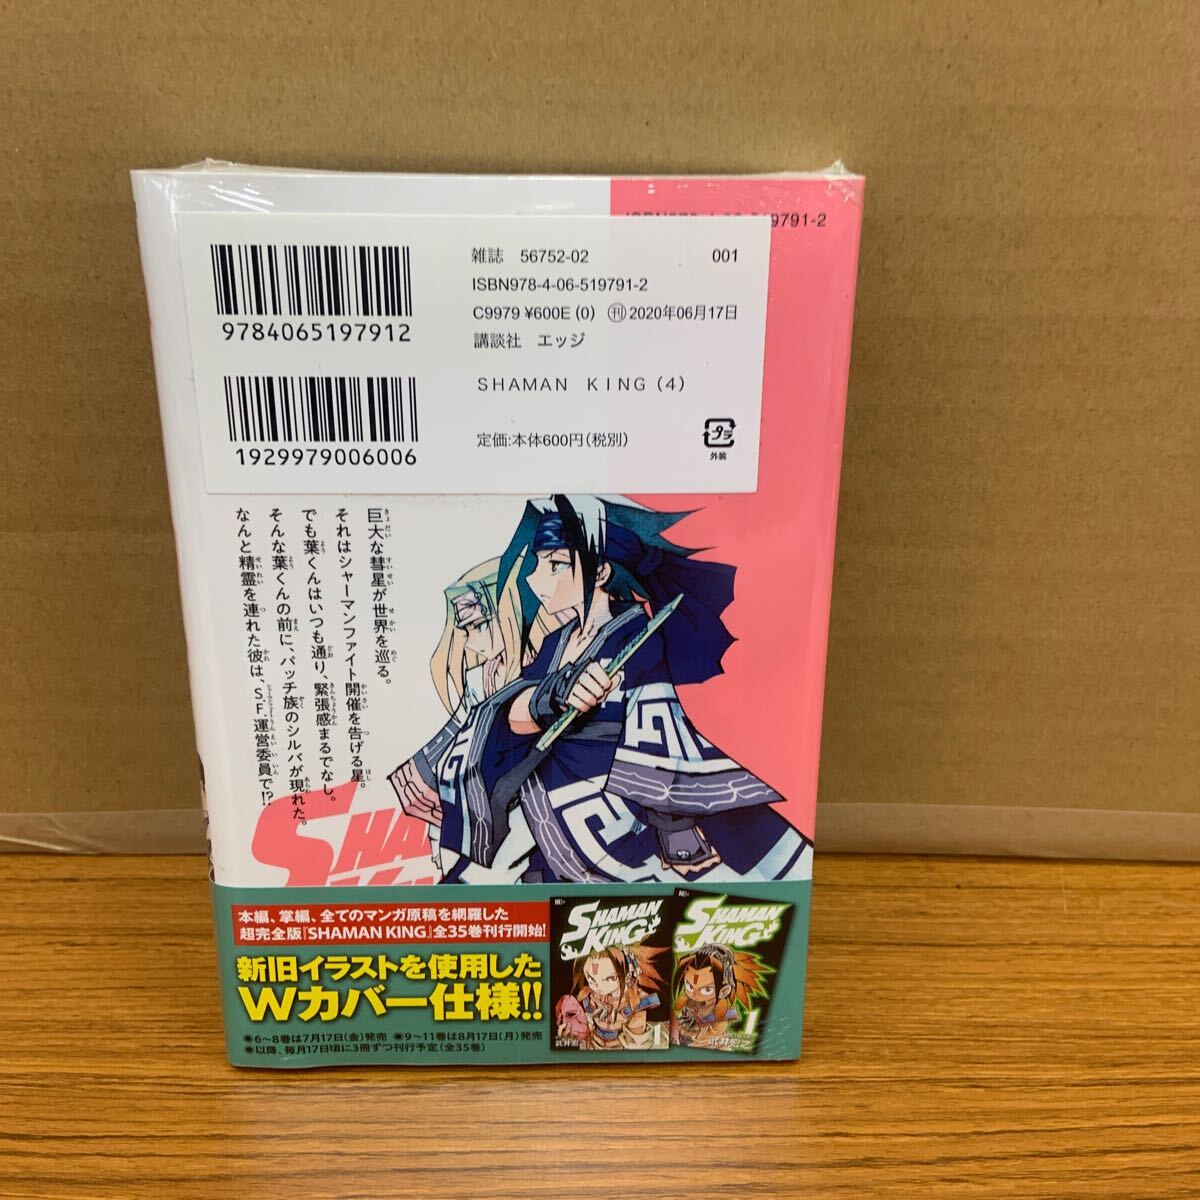 519791-2
9784065197912
1929979006006
雑誌 56752-02 001
ISBN978-4-06-519791-2
C9979 ¥600E (0) 刊 2020年06月17日
講談社 エッジ
SHAMAN KING (4)
定価:本体600円(税別)
プラ
外装
巨大な彗星が世界を巡る。
それはシャーマンファイト開催を告げる星。
でも葉くんはいつも通り、緊張感まるでなし。
そんな葉くんの前に、パッチ族のシルバが現れた。
なんと精霊を連れた彼は、S.F.運営委員で!?
SHAMAN
本編、掌編、全てのマンガ原稿を網羅した
超完全版『SHAMAN KING』全35巻刊行開始!
新旧イラストを使用した
Wカバー仕様!!
●6〜8巻は7月17日(金)発売 ●9〜11巻は8月17日(月)発売
●以降、毎月17日頃に3冊ずつ刊行予定(全35巻)
SHAMAN
KING
1
SHAMAN
KING
1
武井宏之